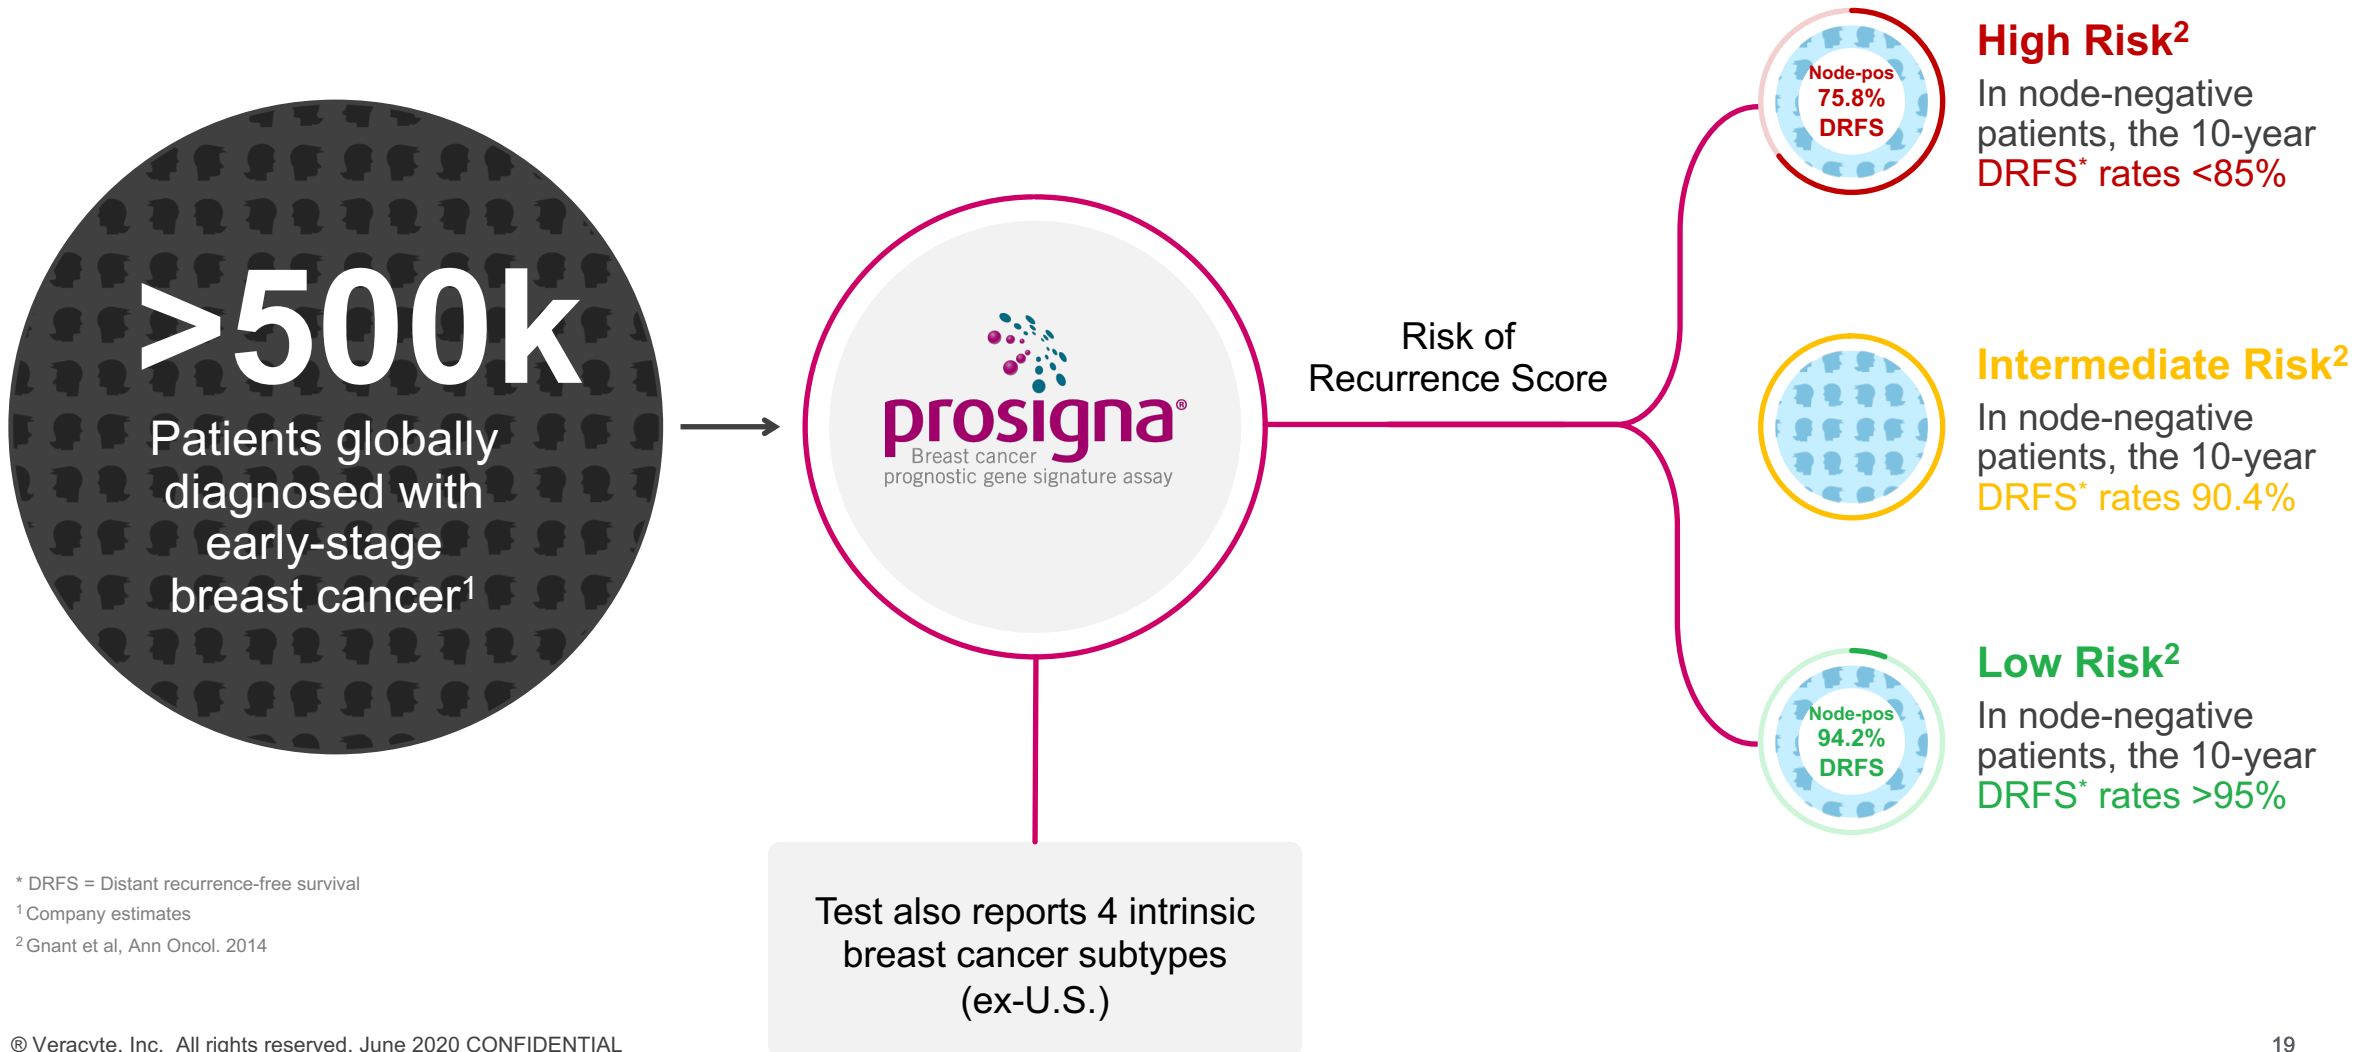 >500k
Patients globally
diagnosed with
early-stage
breast cancer¹
prosigna®
Breast cancer
prognostic gene signature assay
Risk of
Recurrence Score
Node-pos
75.8%
DRFS
High Risk²
In node-negative
patients, the 10-year
DRFS* rates <85%
Intermediate Risk²
In node-negative
patients, the 10-year
DRFS* rates 90.4%
Node-pos
94.2%
DRFS
Low Risk²
In node-negative
patients, the 10-year
DRFS* rates >95%
Test also reports 4 intrinsic
breast cancer subtypes
(ex-U.S.)
* DRFS = Distant recurrence-free survival
¹ Company estimates
² Gnant et al, Ann Oncol. 2014
® Veracyte, Inc. All rights reserved. June 2020 CONFIDENTIAL
19